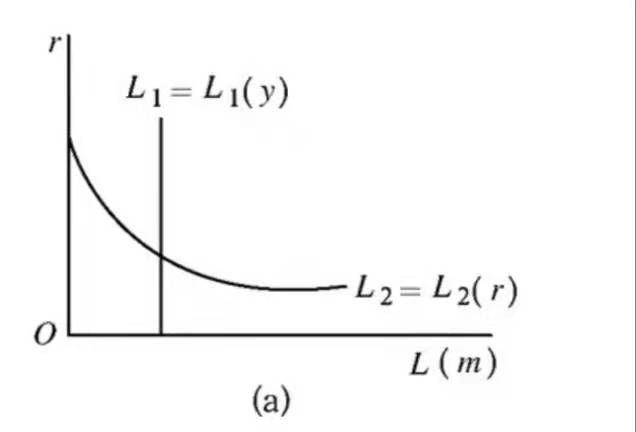 r
L₁ = L₁(y)
L₂ = L₂(r)
O
L(m)
(a)